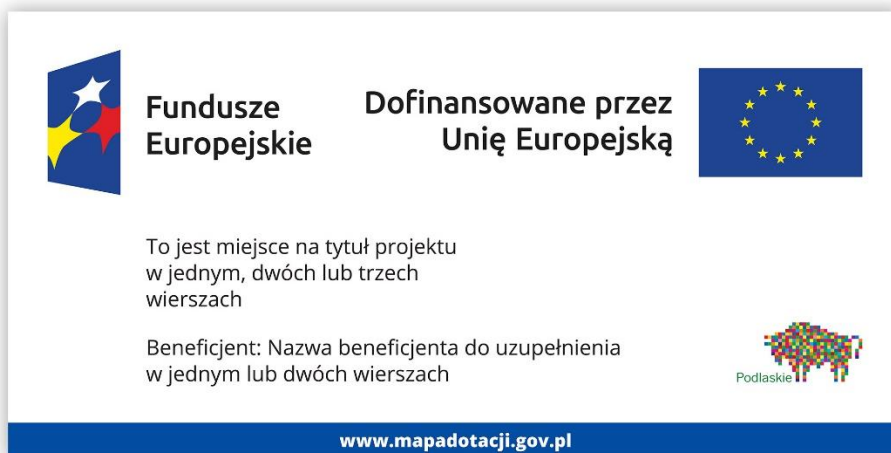 Fundusze
Europejskie
Dofinansowane przez
Unię Europejską
To jest miejsce na tytuł projektu
w jednym, dwóch lub trzech
wierszach
Beneficjent: Nazwa beneficjenta do uzupełnienia
w jednym lub dwóch wierszach
Podlaskie
www.mapadotacji.gov.pl